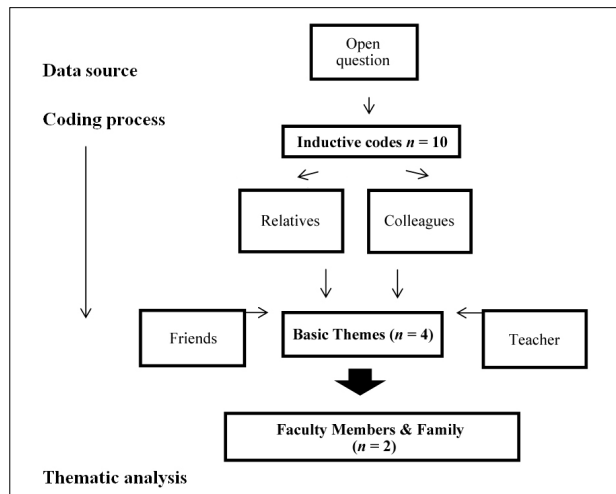 Open
question
Data source
Coding process
Inductive codes n = 10
Relatives
Colleagues
Friends
Basic Themes (n = 4)
Teacher
Faculty Members & Family
(n = 2)
Thematic analysis